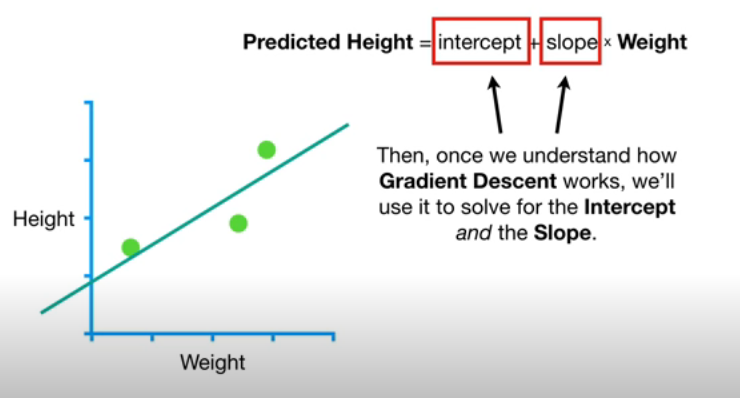 Predicted Height = intercept + slope × Weight
Then, once we understand how
Gradient Descent works, we'll
use it to solve for the Intercept
and the Slope.
Height
Weight